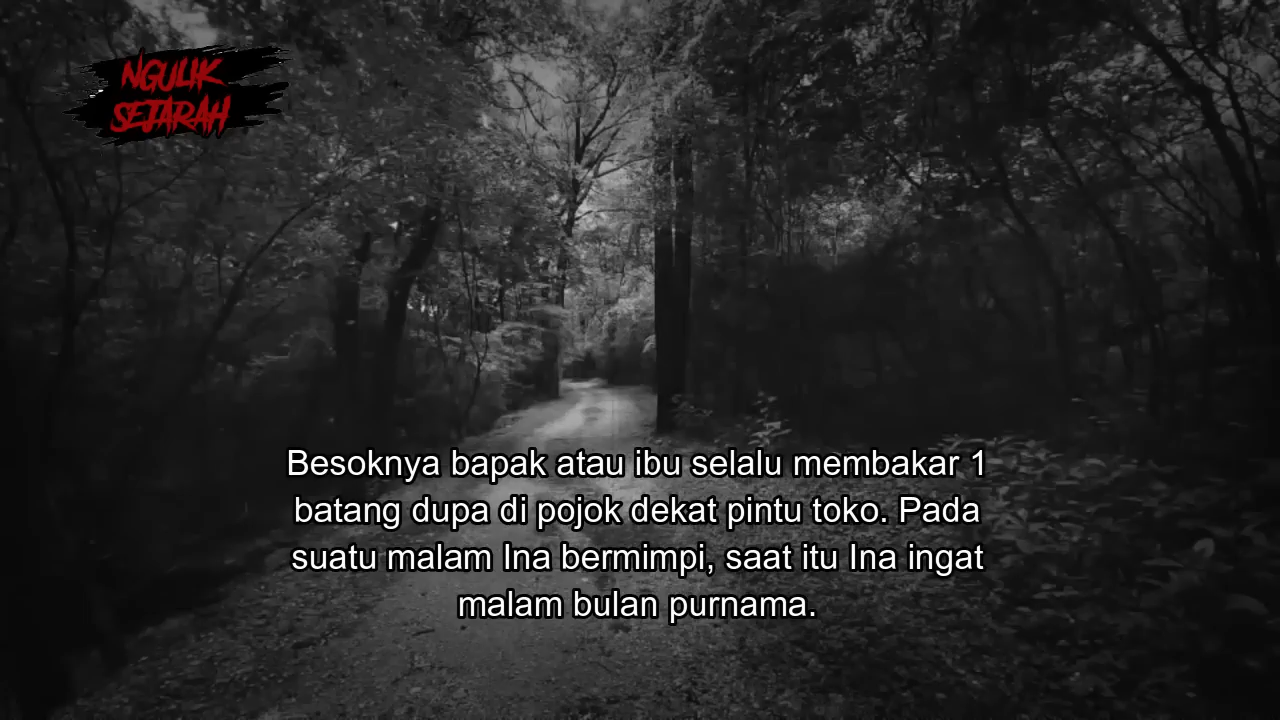 NGULIK
SEJARAH
Besoknya bapak atau ibu selalu membakar 1
batang dupa di pojok dekat pintu toko. Pada
suatu malam Ina bermimpi, saat itu Ina ingat
malam bulan purnama.